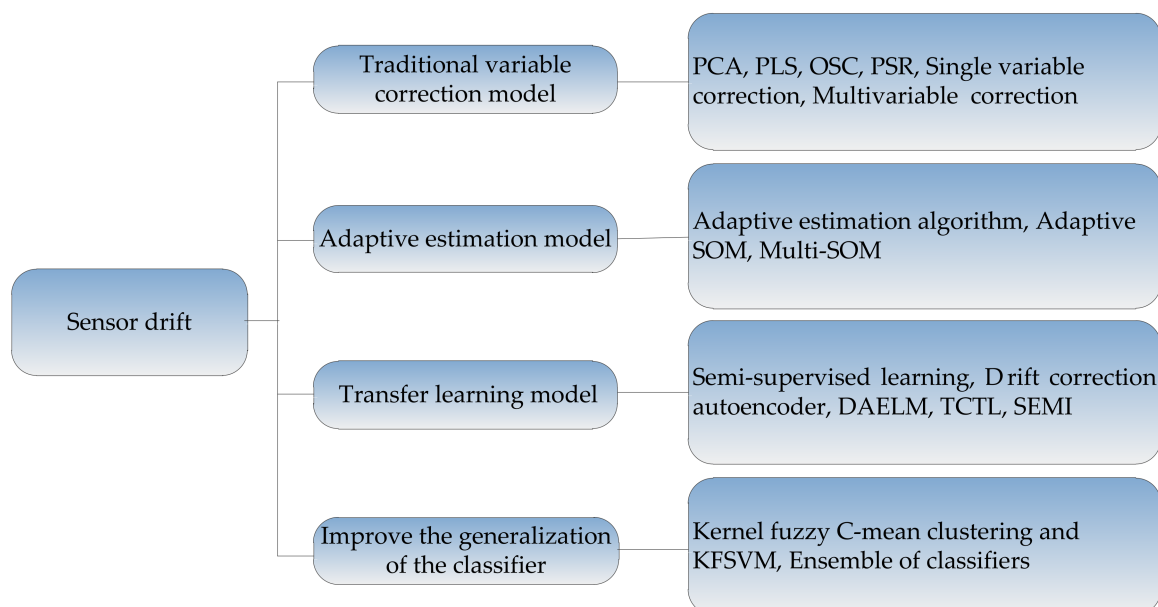 Sensor drift
Traditional variable
correction model
PCA, PLS, OSC, PSR, Single variable
correction, Multivariable correction
Adaptive estimation model
Adaptive estimation algorithm, Adaptive
SOM, Multi-SOM
Transfer learning model
Semi-supervised learning, Drift correction
autoencoder, DAELM, TCTL, SEMI
Improve the generalization
of the classifier
Kernel fuzzy C-mean clustering and
KFSVM, Ensemble of classifiers